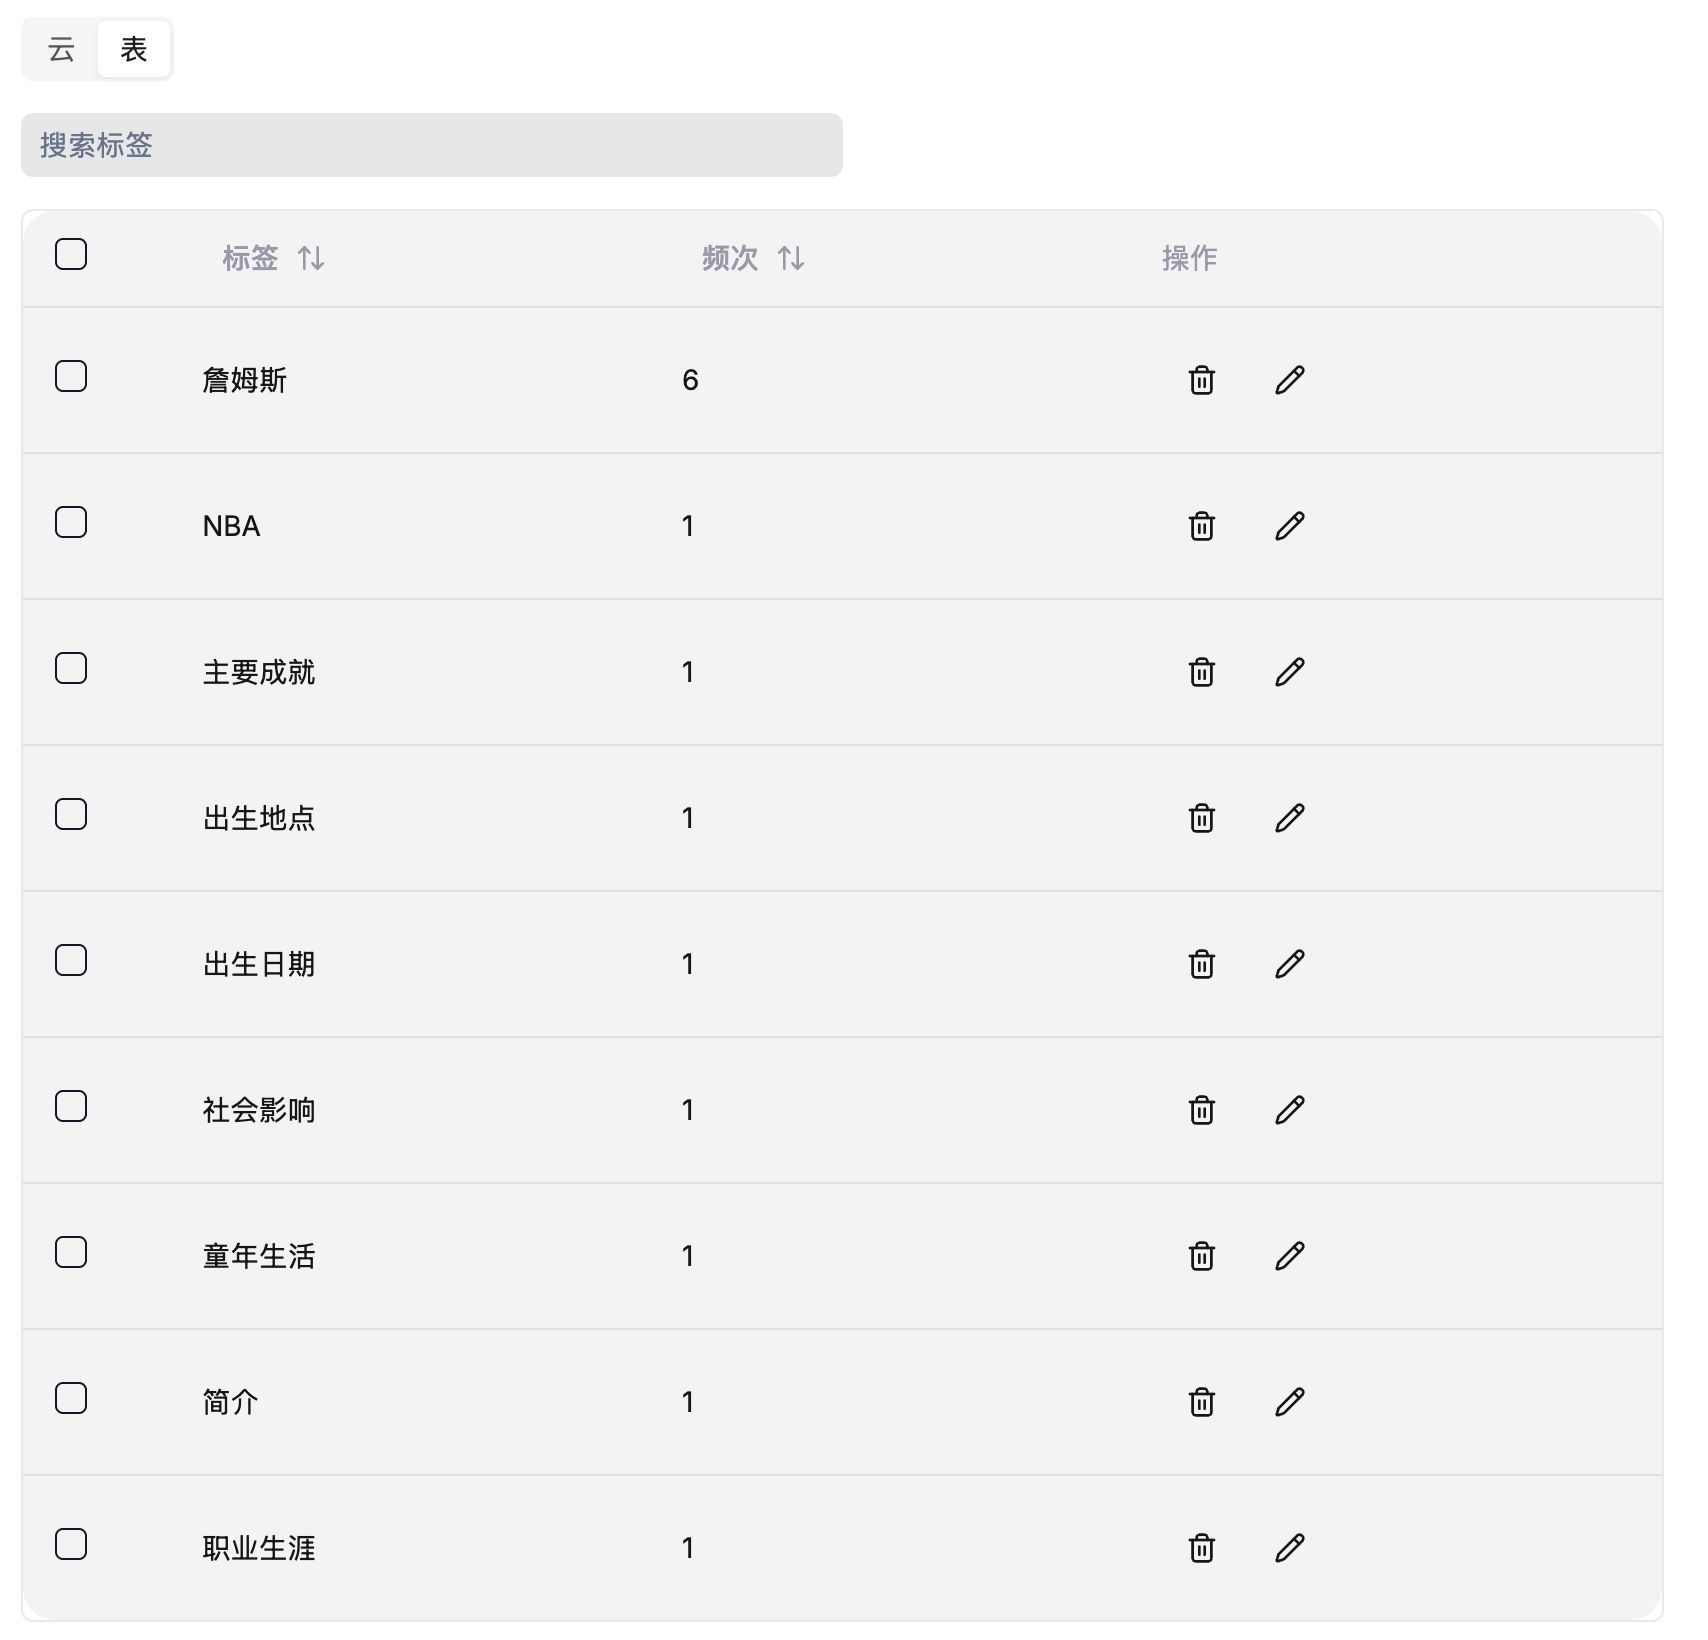 云 表
搜索标签
标签 频次 操作
詹姆斯 6
NBA 1
主要成就 1
出生地点 1
出生日期 1
社会影响 1
童年生活 1
简介 1
职业生涯 1